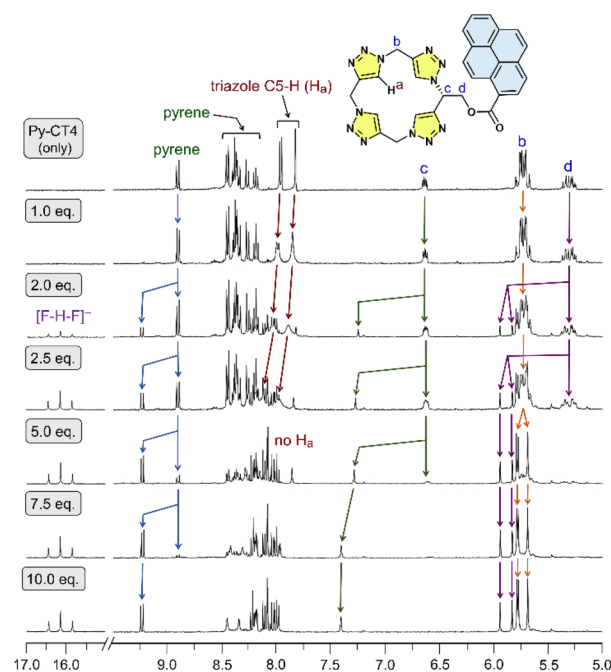 b
N N N N N N
a
triazole C5-H (Hₐ) H c d
N N N N N N O O
pyrene
Py-CT4
(only)
pyrene c b d
1.0 eq.
2.0 eq.
[F-H-F]⁻
2.5 eq.
5.0 eq. no Hₐ
7.5 eq.
10.0 eq.
17.0 16.0 9.0 8.5 8.0 7.5 7.0 6.5 6.0 5.5 5.0